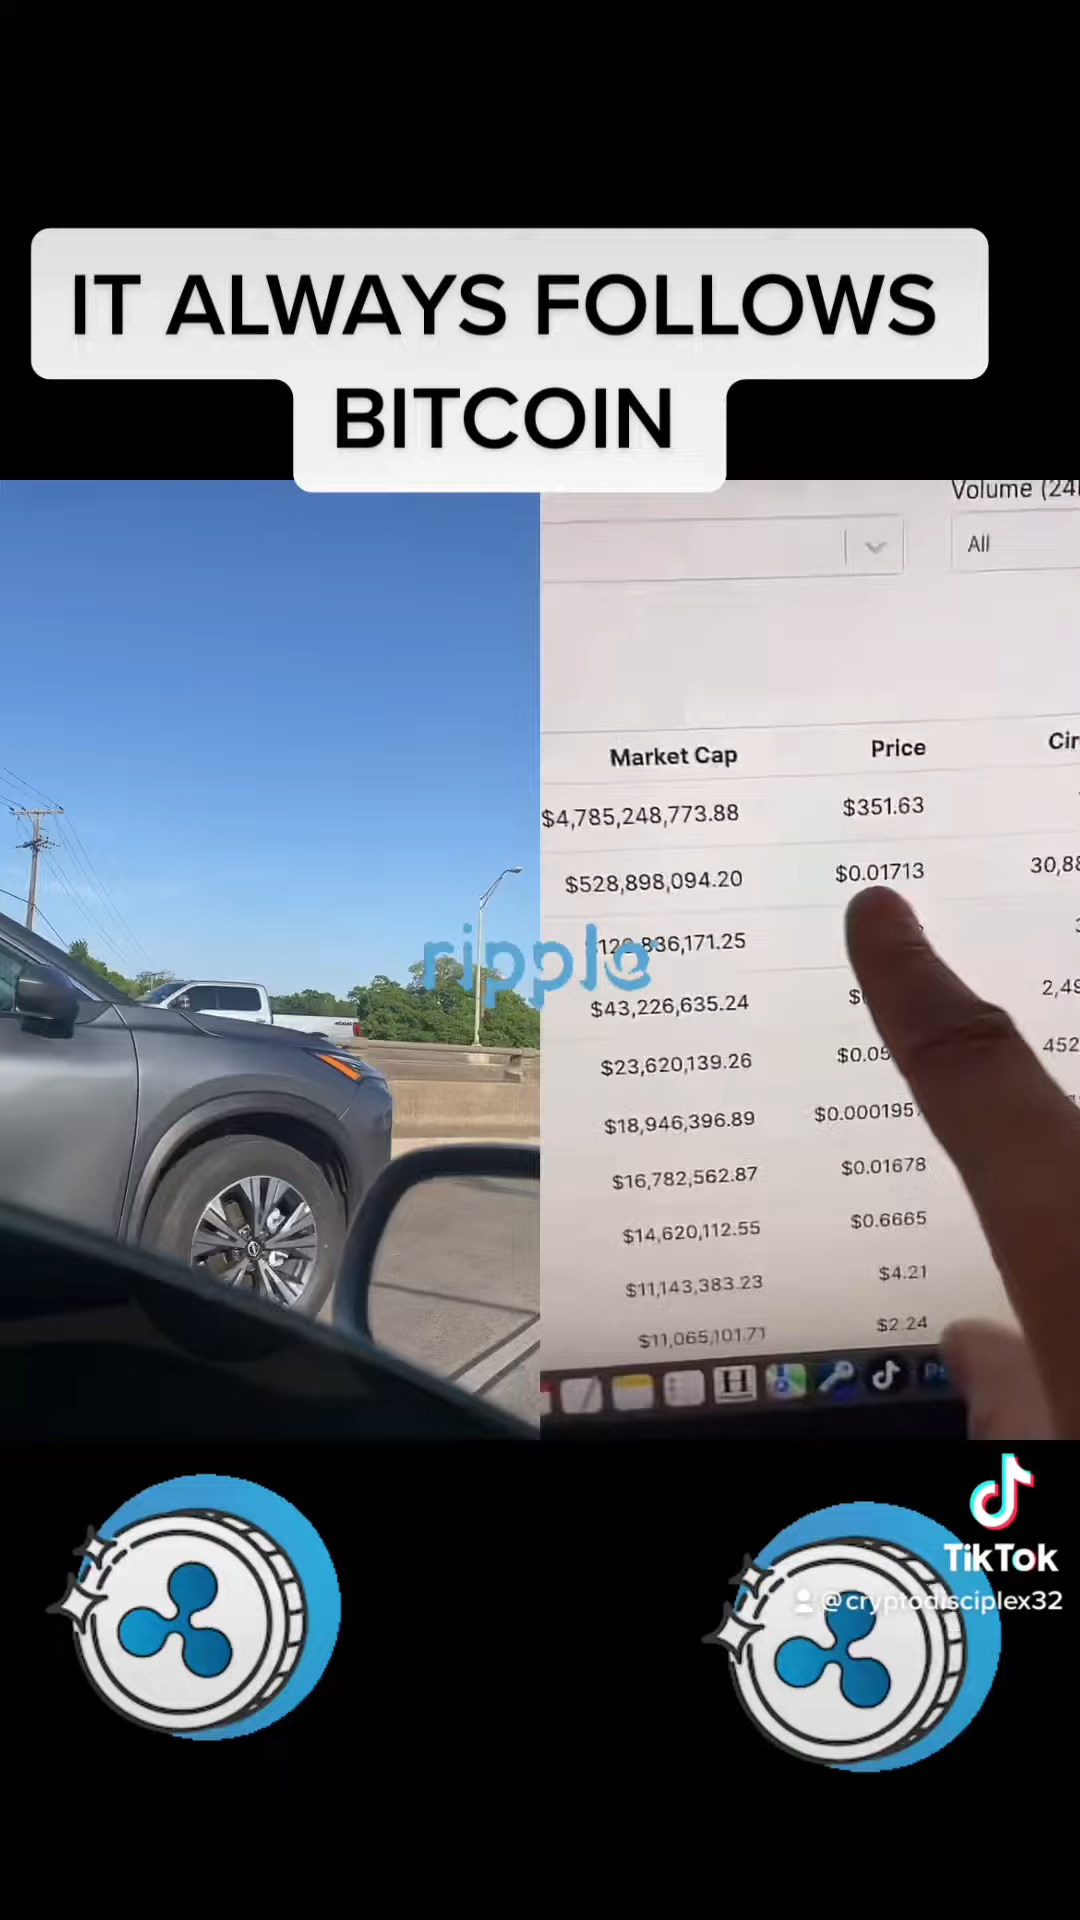 IT ALWAYS FOLLOWS
BITCOIN
Volume
All
Market Cap Price
$4,785,248,773.88 $351.63
$528,898,094.20 $0.01713
ripple
$43,226,635.24
$23,620,139.26
$18,946,396.89 $0.000195
$16,782,562.87 $0.01678
$14,620,112.55 $0.6665
$11,143,383.23 $4.21
$11,065,101.71 $2.24
H
TikTok
@cryptodisciplex32